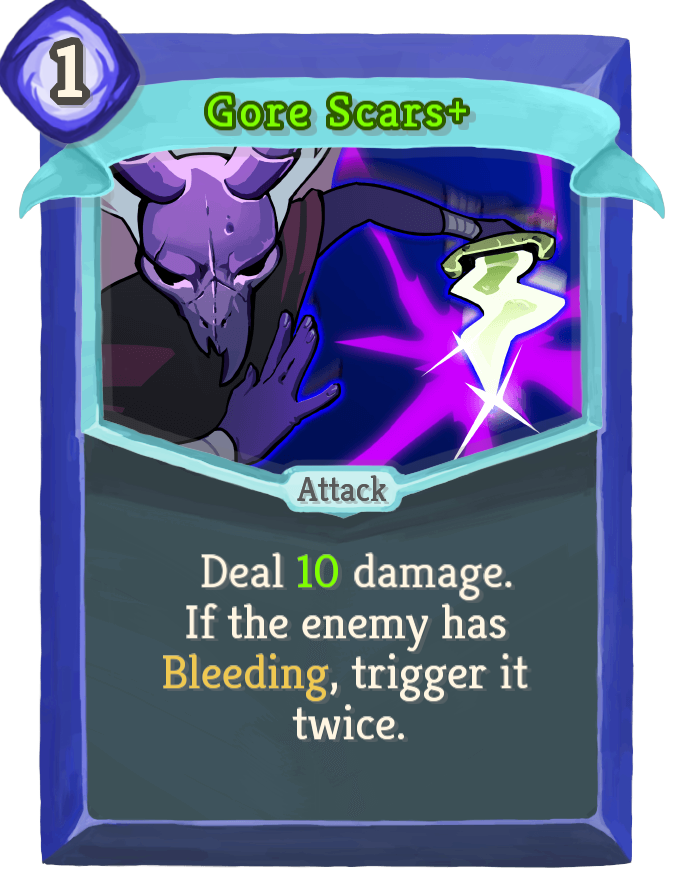 1
Gore Scars+
Attack
Deal 10 damage.
If the enemy has
Bleeding, trigger it
twice.